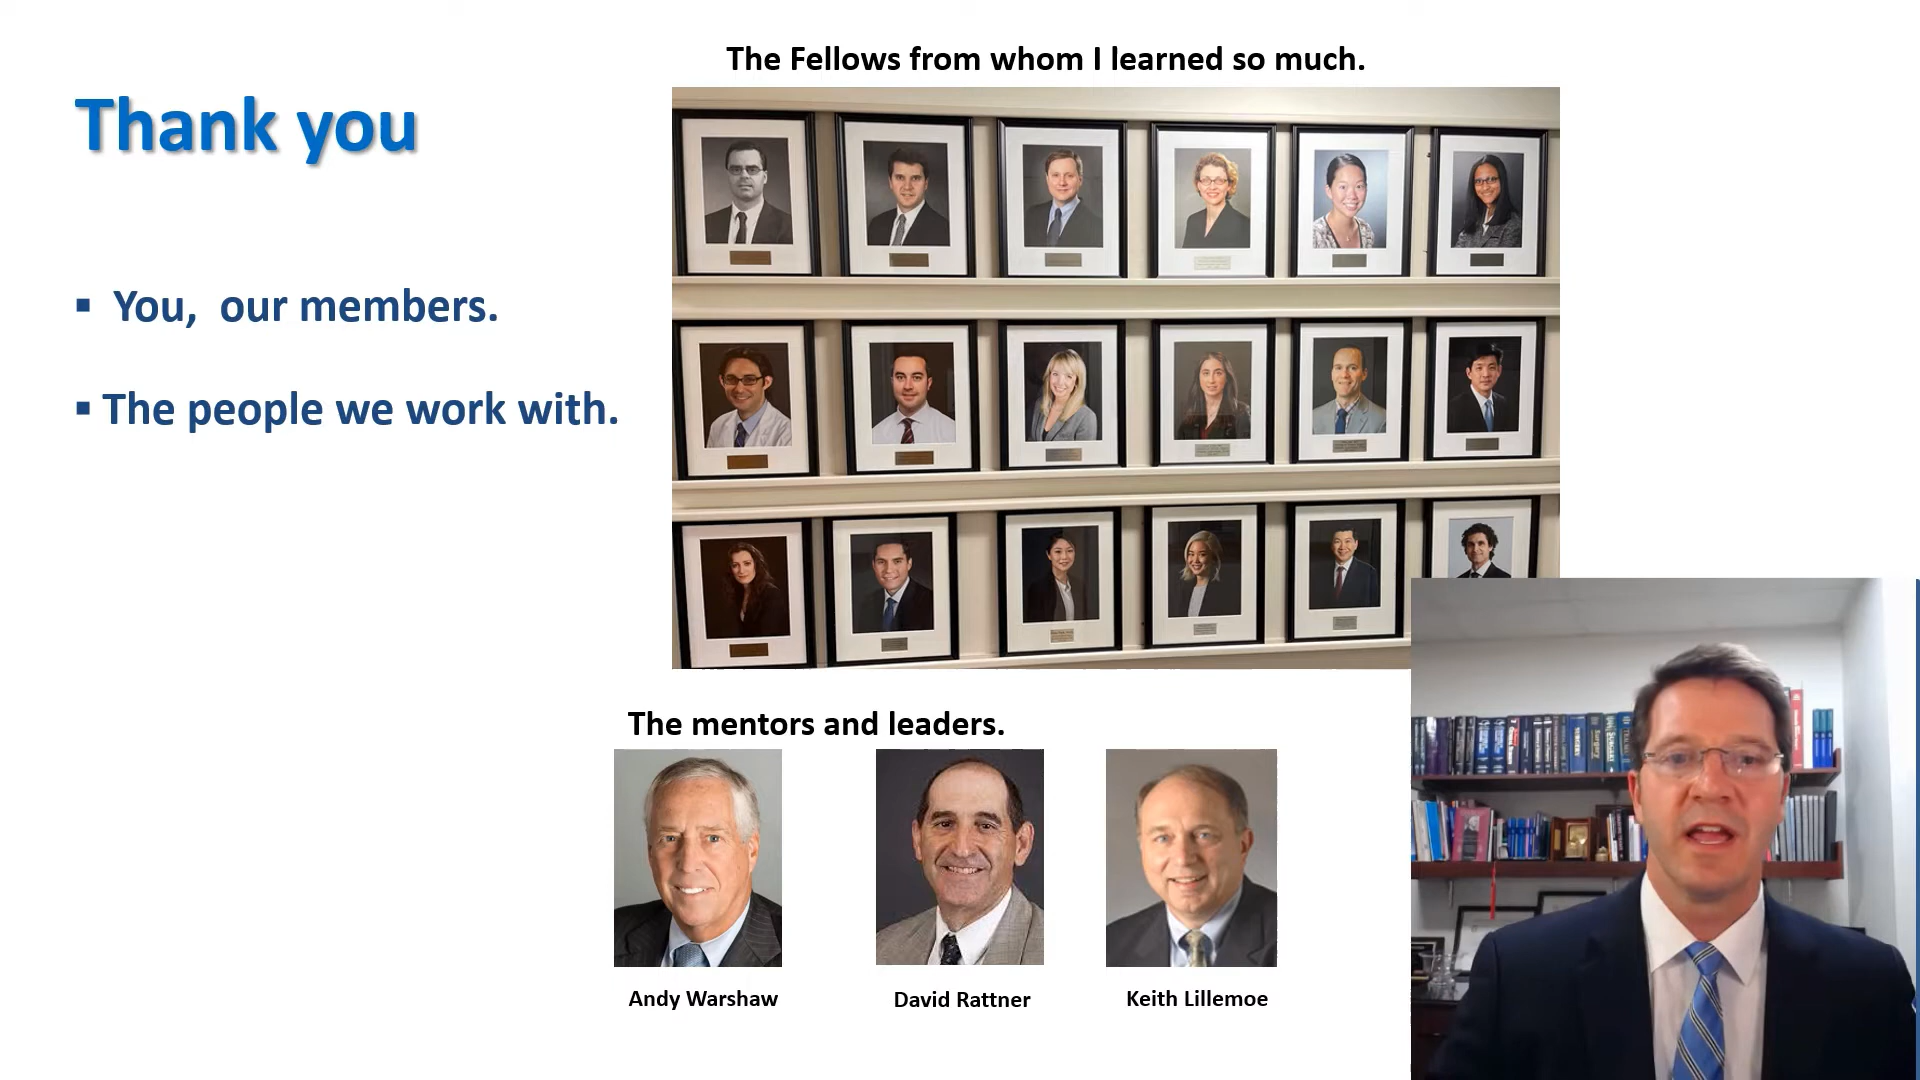 The Fellows from whom I learned so much.
Thank you
▪ You, our members.
▪ The people we work with.
The mentors and leaders.
Andy Warshaw
David Rattner
Keith Lillemoe